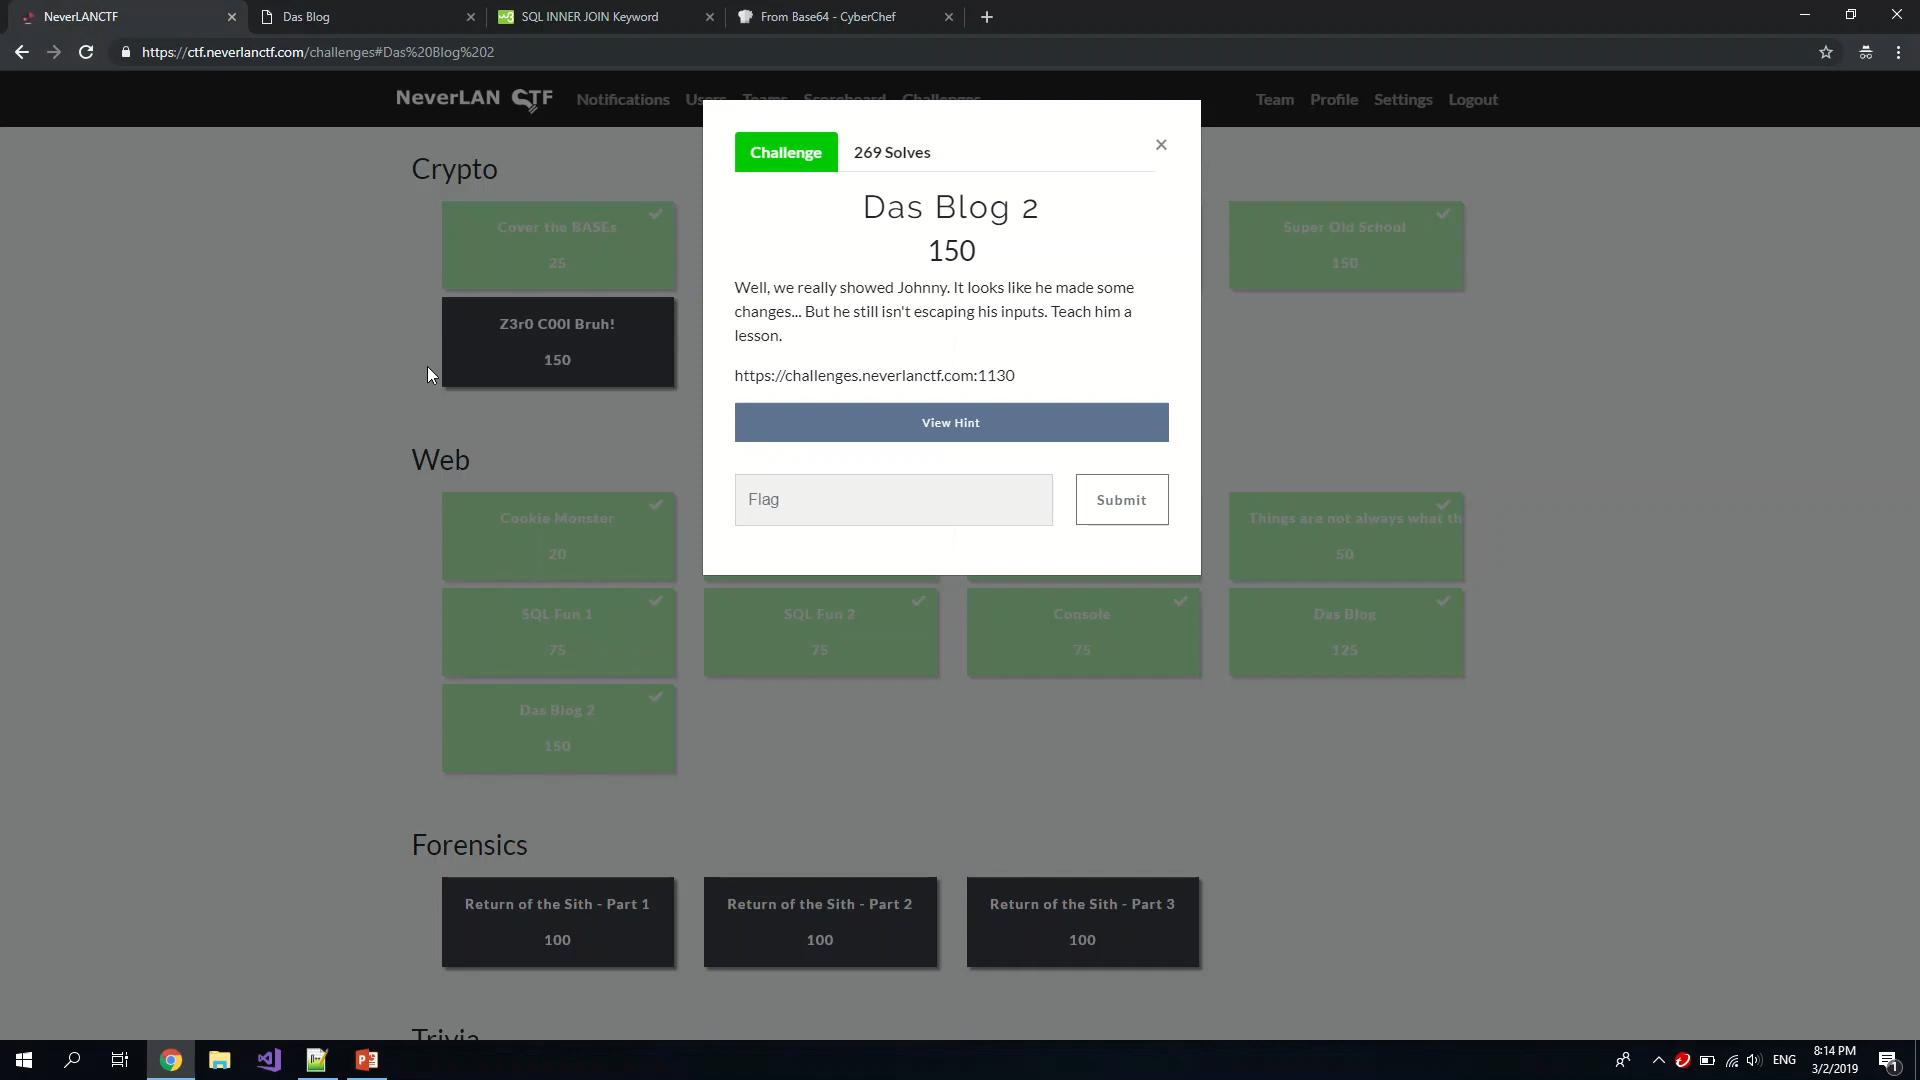 NeverLANCTF
Das Blog
SQL INNER JOIN Keyword
From Base64 - CyberChef
https://ctf.neverlanctf.com/challenges#Das%20Blog%202
NeverLAN CTF
Notifications
Users
Teams
Scoreboard
Challenges
Team
Profile
Settings
Logout
Challenge
269 Solves
Das Blog 2
150
Well, we really showed Johnny. It looks like he made some
changes... But he still isn't escaping his inputs. Teach him a
lesson.
https://challenges.neverlanctf.com:1130
View Hint
Flag
Submit
Crypto
Cover the BASEs
25
Super Old School
150
Z3r0 C00l Bruh!
150
Web
Cookie Monster
20
Things are not always what th
50
SQL Fun 1
75
SQL Fun 2
75
Console
75
Das Blog
125
Das Blog 2
150
Forensics
Return of the Sith - Part 1
100
Return of the Sith - Part 2
100
Return of the Sith - Part 3
100
Trivia
ENG
8:14 PM
3/2/2019
1